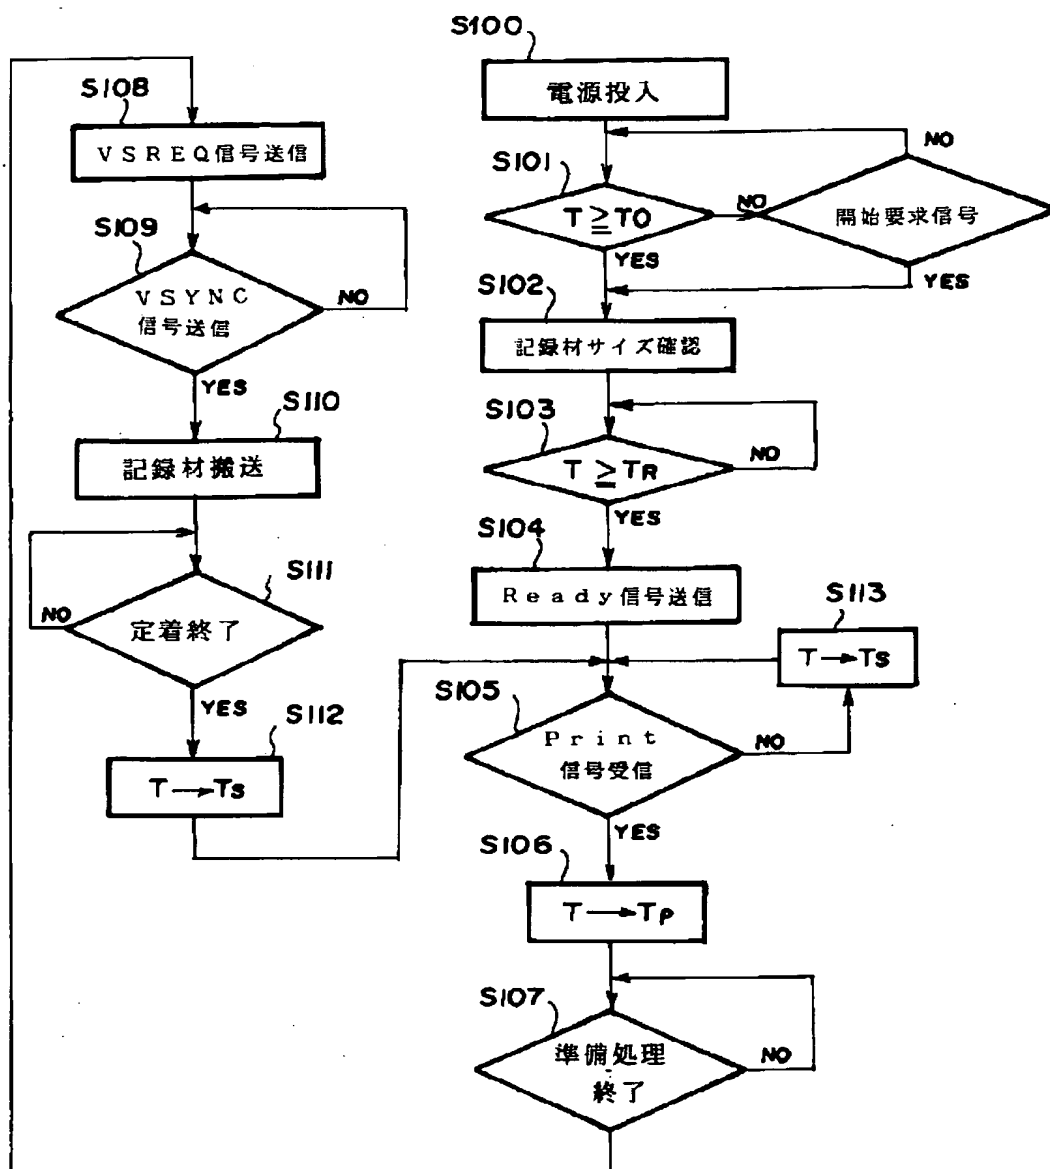 S100
電源投入
S101
T≧TO
NO
開始要求信号
NO
YES
YES
S102
記録材サイズ確認
S103
T≧TR
NO
YES
S104
Ready信号送信
S113
T→TS
S105
Print
信号受信
NO
YES
S106
T→TP
S107
準備処理
終了
NO
S108
VSREQ信号送信
S109
VSYNC
信号送信
NO
YES
S110
記録材搬送
S111
定着終了
NO
YES
S112
T→TS